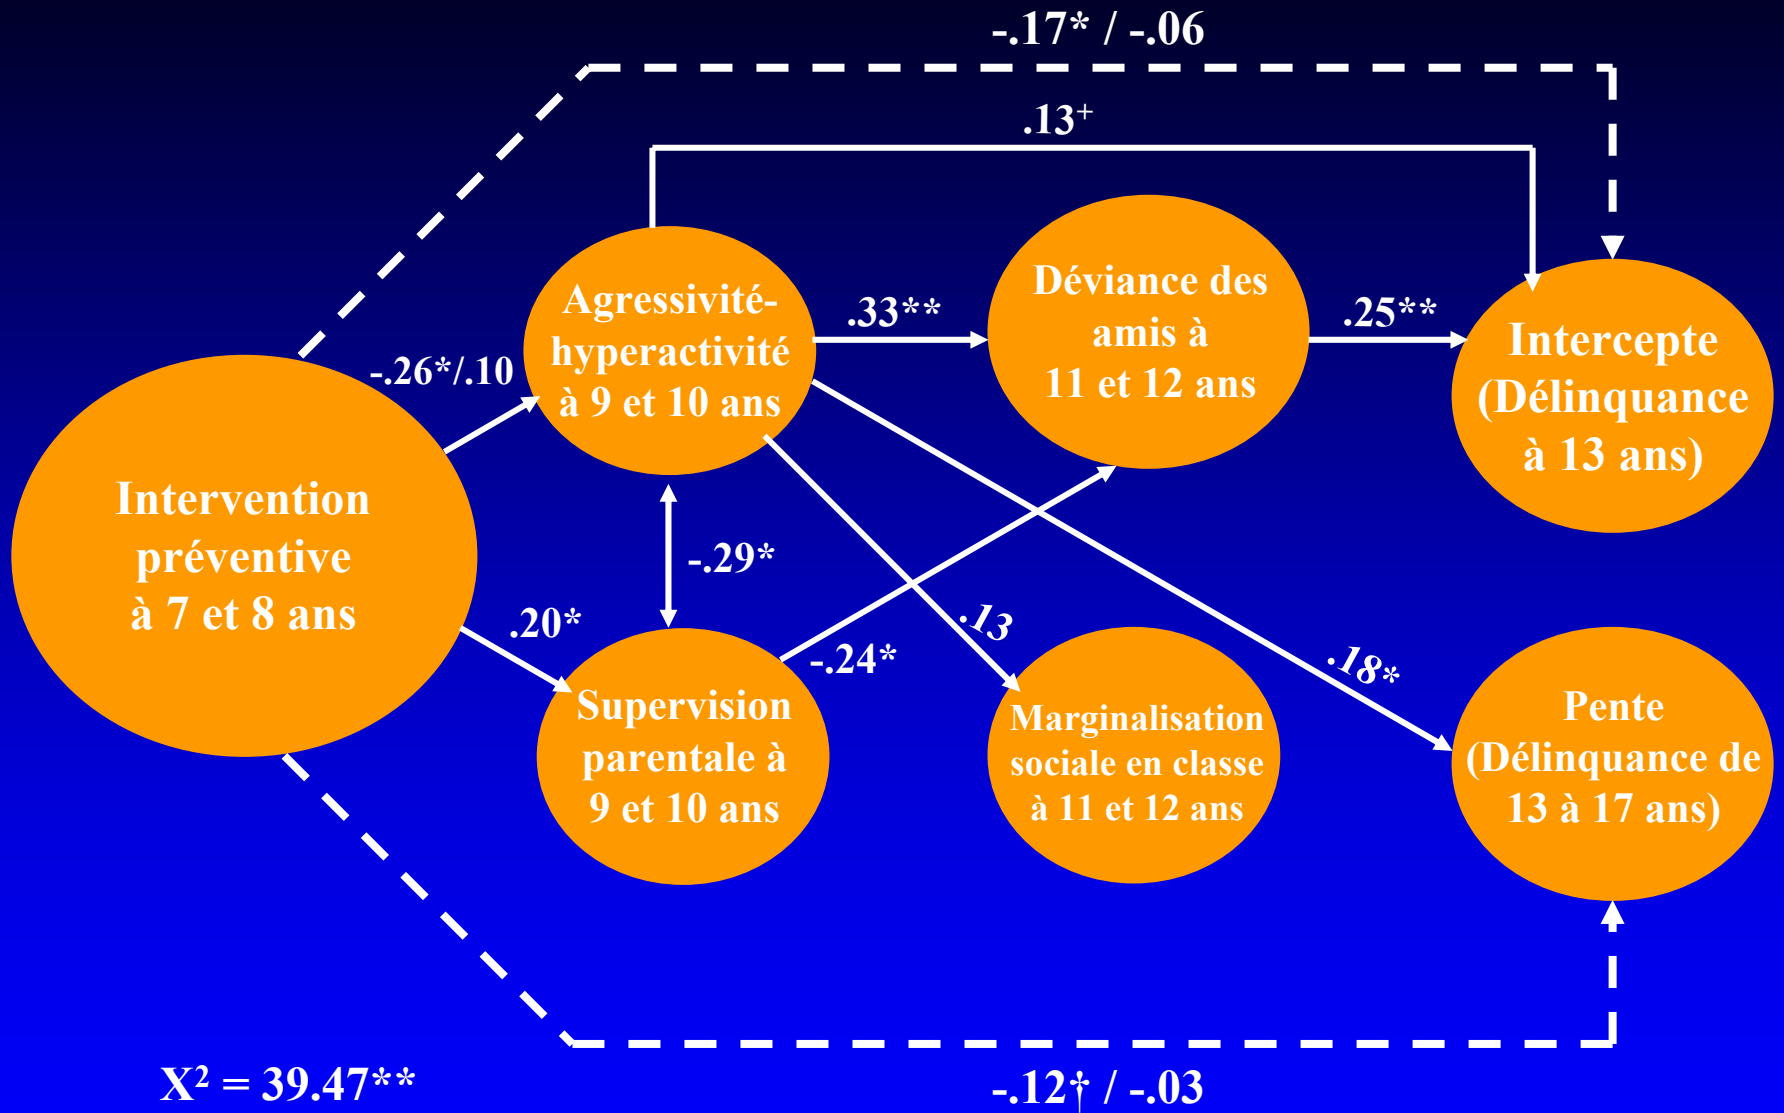 -.17* / -.06
.13⁺
Agressivité-
hyperactivité
à 9 et 10 ans
.33**
Déviance des
amis à
11 et 12 ans
.25**
Intercepte
(Délinquance
à 13 ans)
-.26*/.10
Intervention
préventive
à 7 et 8 ans
-.29*
.20*
-.24*
.13
.18*
Supervision
parentale à
9 et 10 ans
Marginalisation
sociale en classe
à 11 et 12 ans
Pente
(Délinquance de
13 à 17 ans)
X² = 39.47**
-.12† / -.03